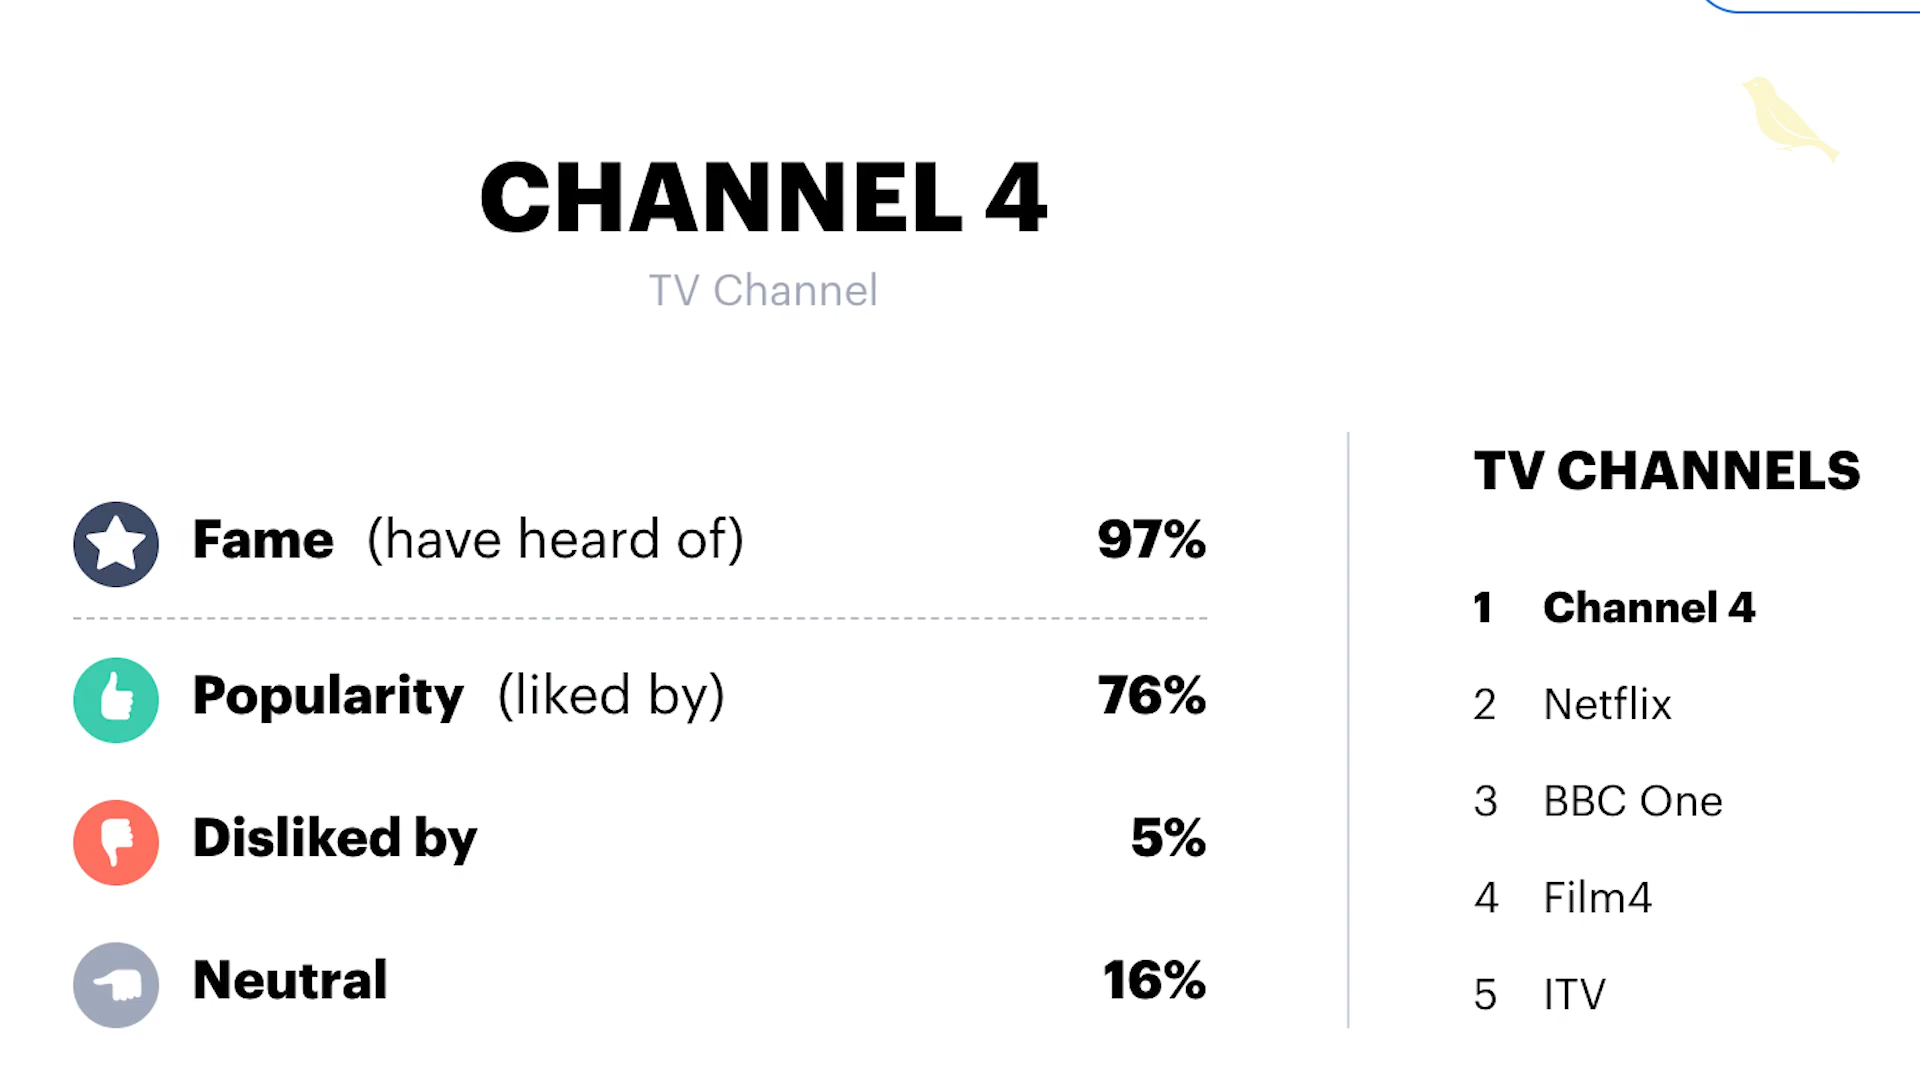 CHANNEL 4
TV Channel
Fame (have heard of) 97%
Popularity (liked by) 76%
Disliked by 5%
Neutral 16%
TV CHANNELS
1 Channel 4
2 Netflix
3 BBC One
4 Film4
5 ITV